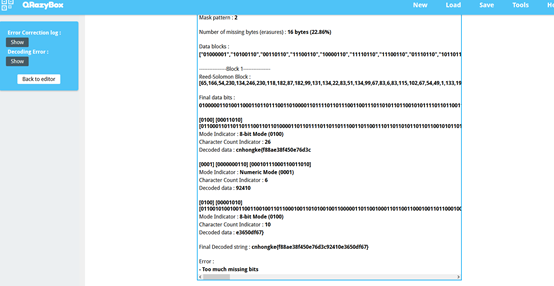 QRazyBox
New Load Save Tools
Error Correction log :
Show
Decoding Error :
Show
Back to editor
Mask pattern : 2
Number of missing bytes (erasures) : 16 bytes (22.86%)
Data blocks :
["01000001","10100110","00110110","11100110","10000110","11110110","11100110","01110110","1011011
---------------Block 1---------------
Reed-Solomon Block :
[65,166,54,230,134,246,230,118,182,87,182,99,131,134,22,83,51,134,99,67,83,6,83,115,102,67,54,49,1,133,19
Final data bits :
[0100] [00011010]
Mode Indicator : 8-bit Mode (0100)
Character Count Indicator : 26
Decoded data : cnhongke{f88ae38f450e76d3c
[0001] [0000000110] [00010111000110011010]
Mode Indicator : Numeric Mode (0001)
Character Count Indicator : 6
Decoded data : 92410
[0100] [00001010]
Mode Indicator : 8-bit Mode (0100)
Character Count Indicator : 10
Decoded data : e3650df67}
Final Decoded string : cnhongke{f88ae38f450e76d3c92410e3650df67}
Error :
- Too much missing bits